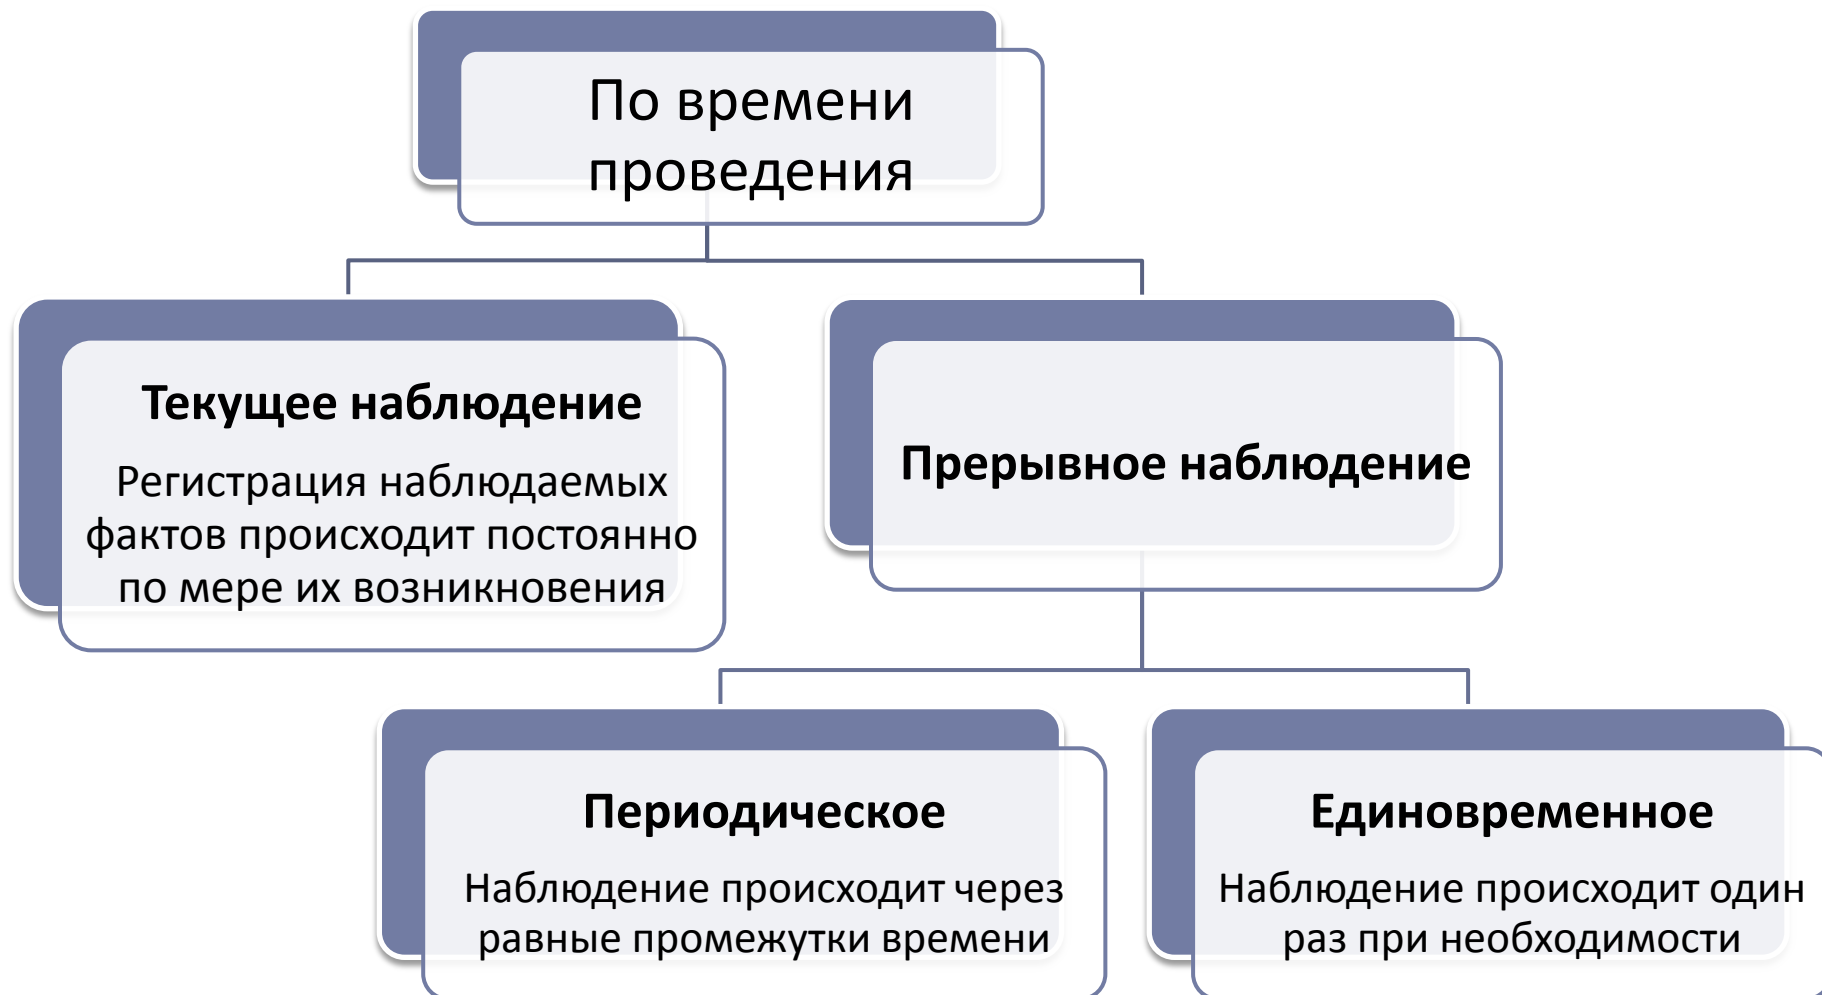 По времени
проведения
Текущее наблюдение
Регистрация наблюдаемых
фактов происходит постоянно
по мере их возникновения
Прерывное наблюдение
Периодическое
Наблюдение происходит через
равные промежутки времени
Единовременное
Наблюдение происходит один
раз при необходимости